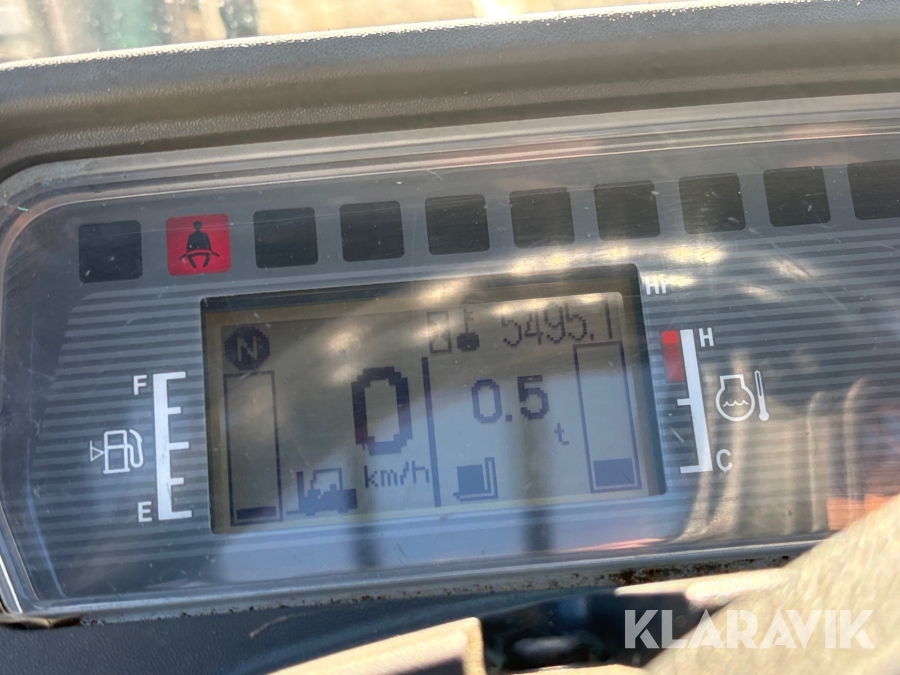 HI
N 5495.1
F H
0 0.5
t
km/h
E C
KLARAVIK